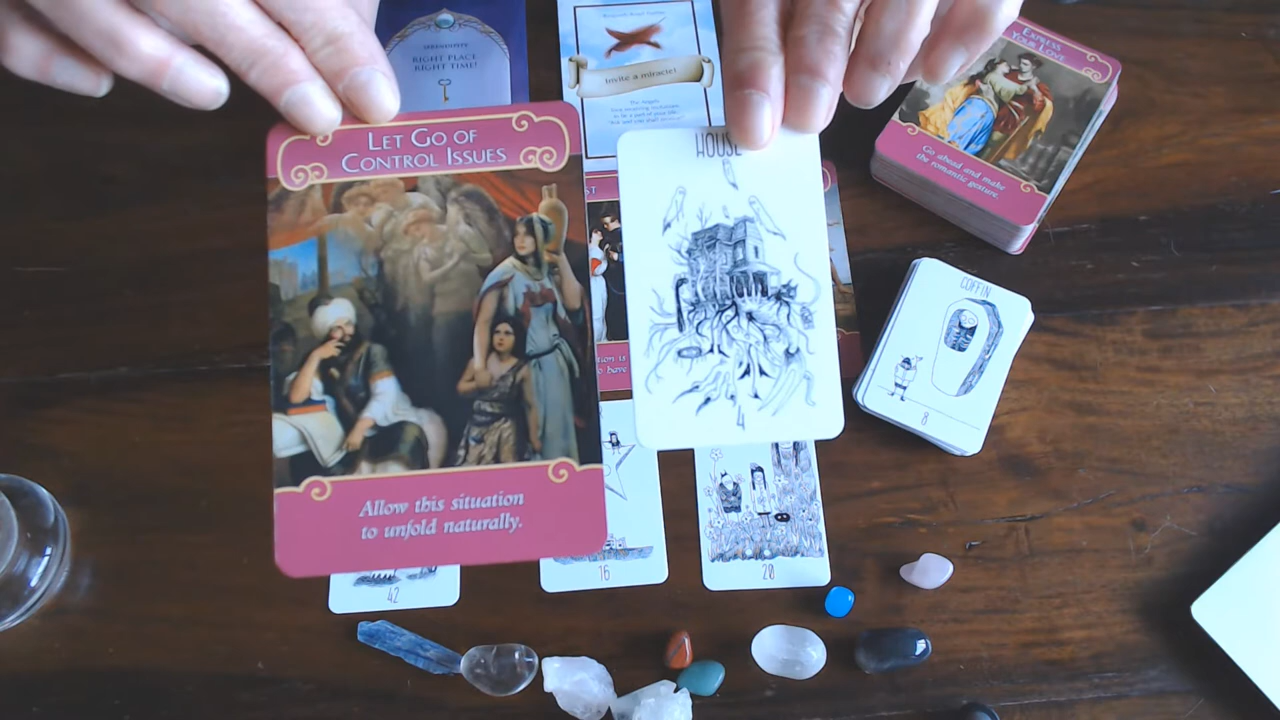 SERENDIPITY
RIGHT PLACE
RIGHT TIME!
Invite a miracle!
EXPRESS
YOUR LOVE
Go ahead and make
the romantic gesture.
LET GO OF
CONTROL ISSUES
HOUSE
ST
COFFIN
8
4
Allow this situation
to unfold naturally.
42
16
20